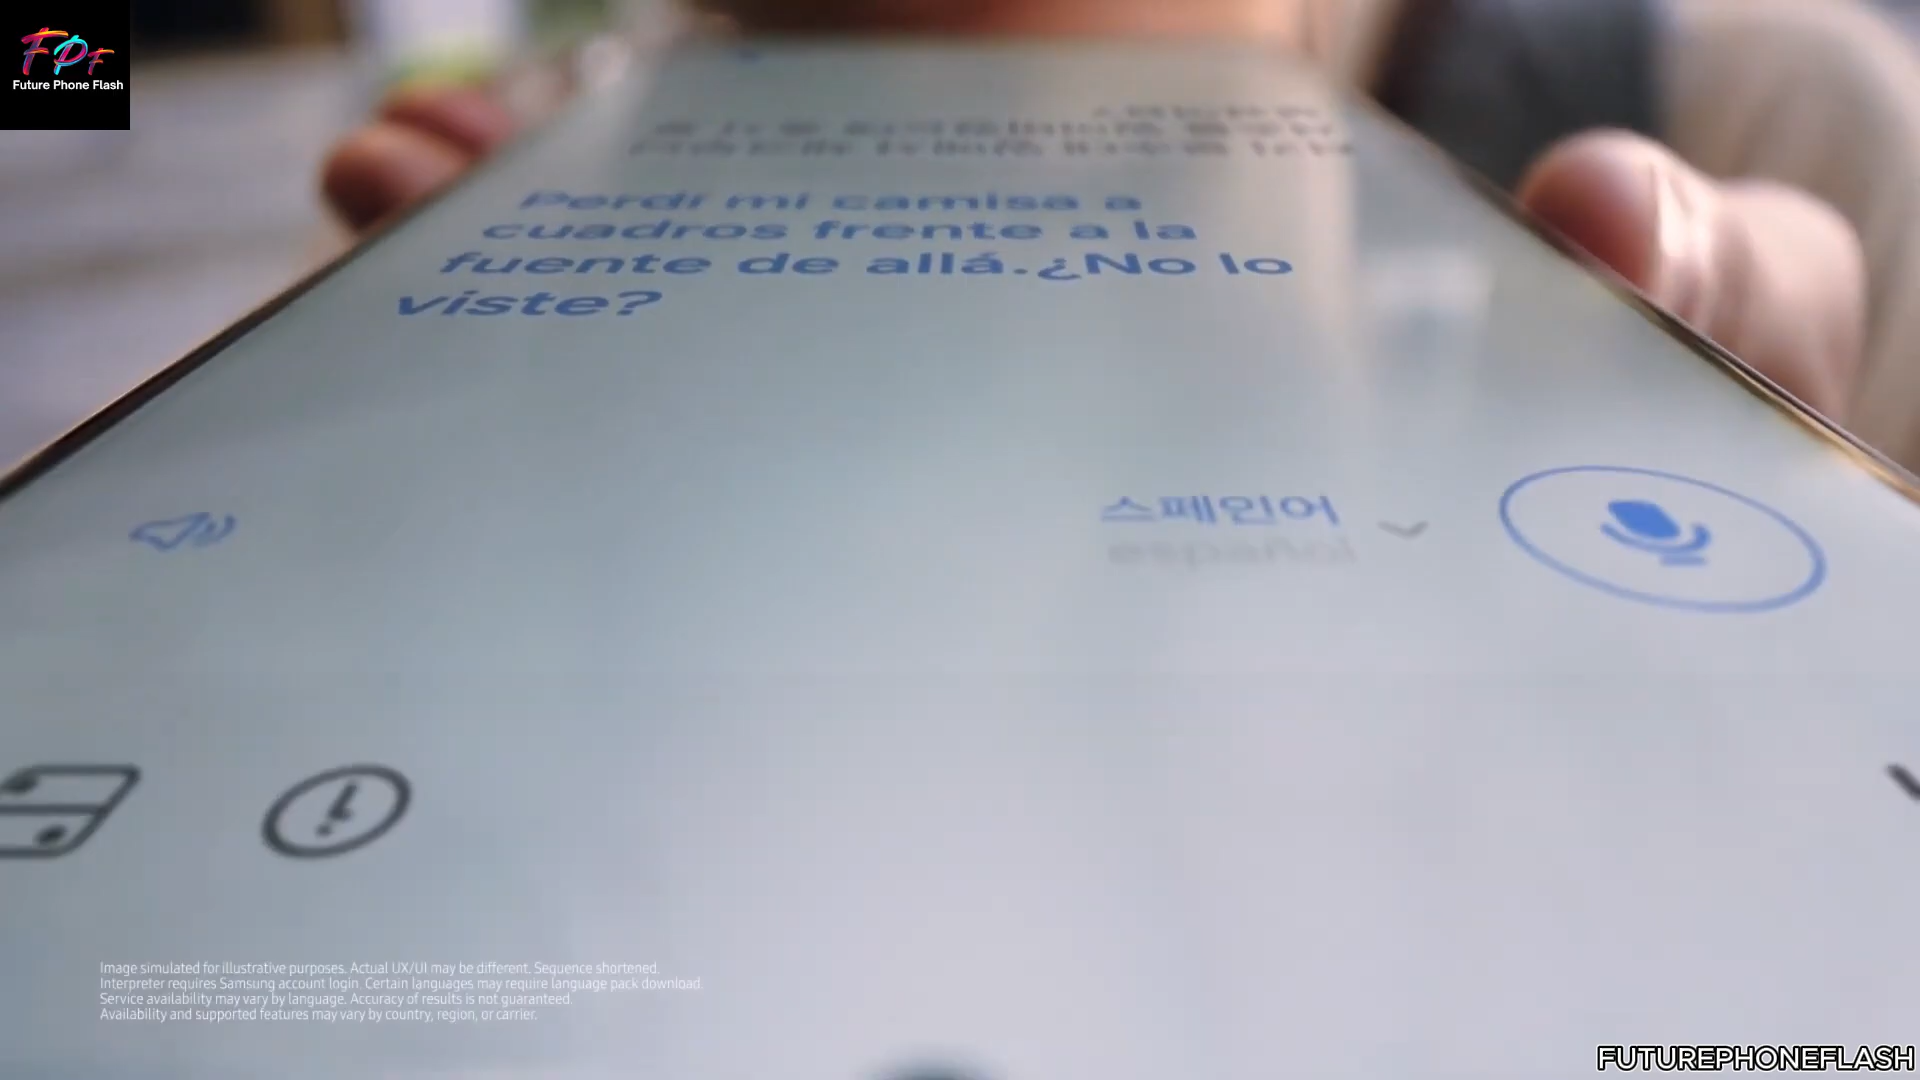 FPF
Future Phone Flash
Perdí mi camisa a
cuadros frente a la
fuente de allá.¿No lo
viste?
스페인어
español
Image simulated for illustrative purposes. Actual UX/UI may be different. Sequence shortened.
Interpreter requires Samsung account login. Certain languages may require language pack download.
Service availability may vary by language. Accuracy of results is not guaranteed.
Availability and supported features may vary by country, region, or carrier.
FUTUREPHONEFLASH